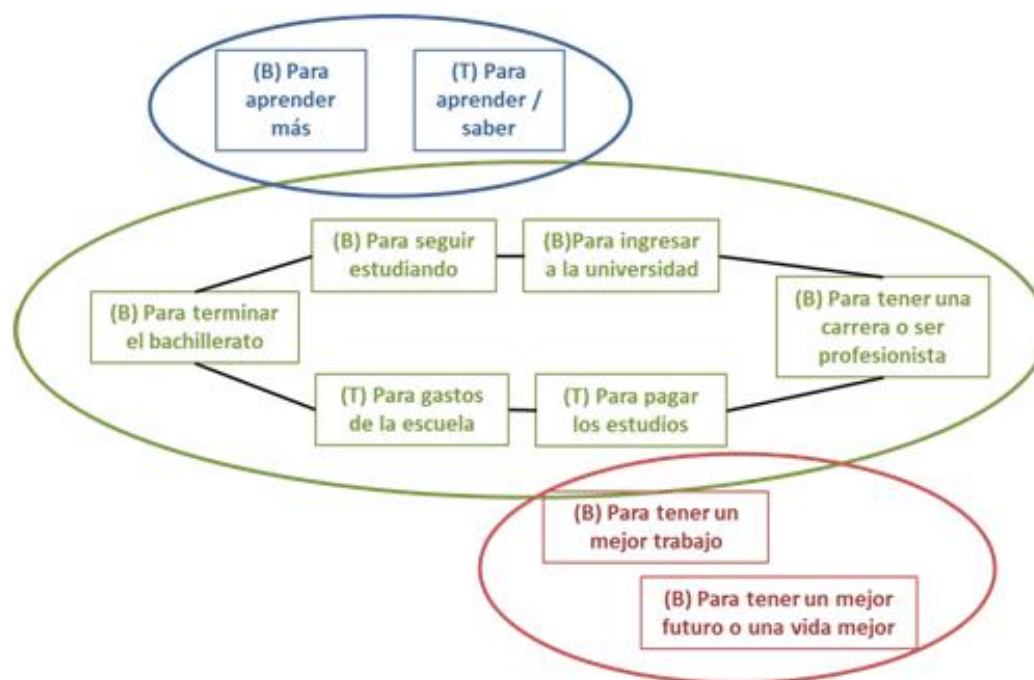 (B) Para
aprender
más
(T) Para
aprender /
saber
(B) Para seguir
estudiando
(B)Para ingresar
a la universidad
(B) Para terminar
el bachillerato
(B) Para tener una
carrera o ser
profesionista
(T) Para gastos
de la escuela
(T) Para pagar
los estudios
(B) Para tener un
mejor trabajo
(B) Para tener un mejor
futuro o una vida mejor